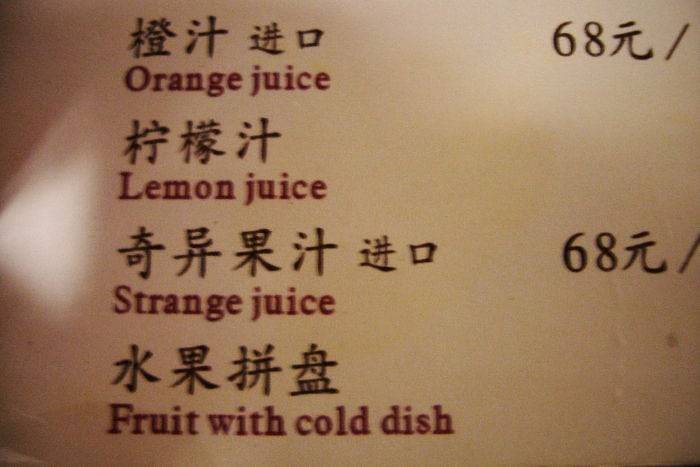 橙汁 进口 68元/
Orange juice
柠檬汁
Lemon juice
奇异果汁 进口 68元/
Strange juice
水果拼盘
Fruit with cold dish